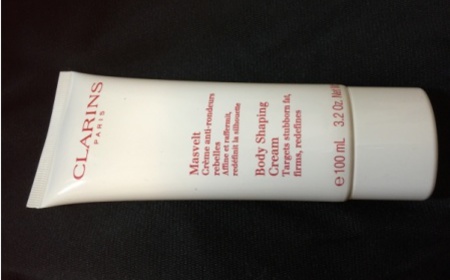 CLARINS
PARIS
Masvelt
Crème anti-rondeurs
rebelles
Affine et raffermit,
redéfinit la silhouette
Body Shaping
Cream
Targets stubborn fat,
firms, redefines
e 100 mL 3.2 Oz.